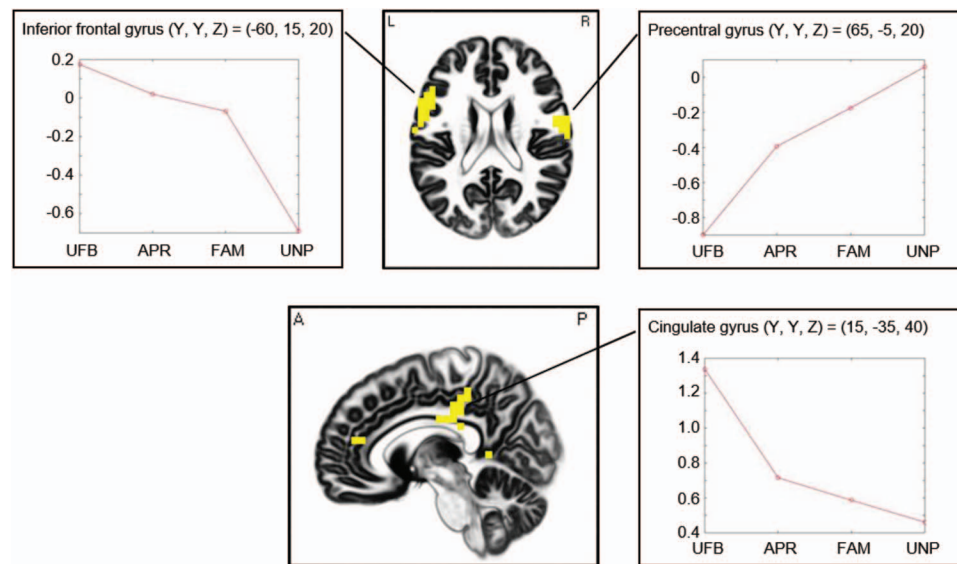 Inferior frontal gyrus (Y, Y, Z) = (-60, 15, 20)
0.2
0
-0.2
-0.4
-0.6
UFB APR FAM UNP
L R
Precentral gyrus (Y, Y, Z) = (65, -5, 20)
0
-0.2
-0.4
-0.6
-0.8
UFB APR FAM UNP
A P
Cingulate gyrus (Y, Y, Z) = (15, -35, 40)
1.4
1.2
1.0
0.8
0.6
0.4
UFB APR FAM UNP